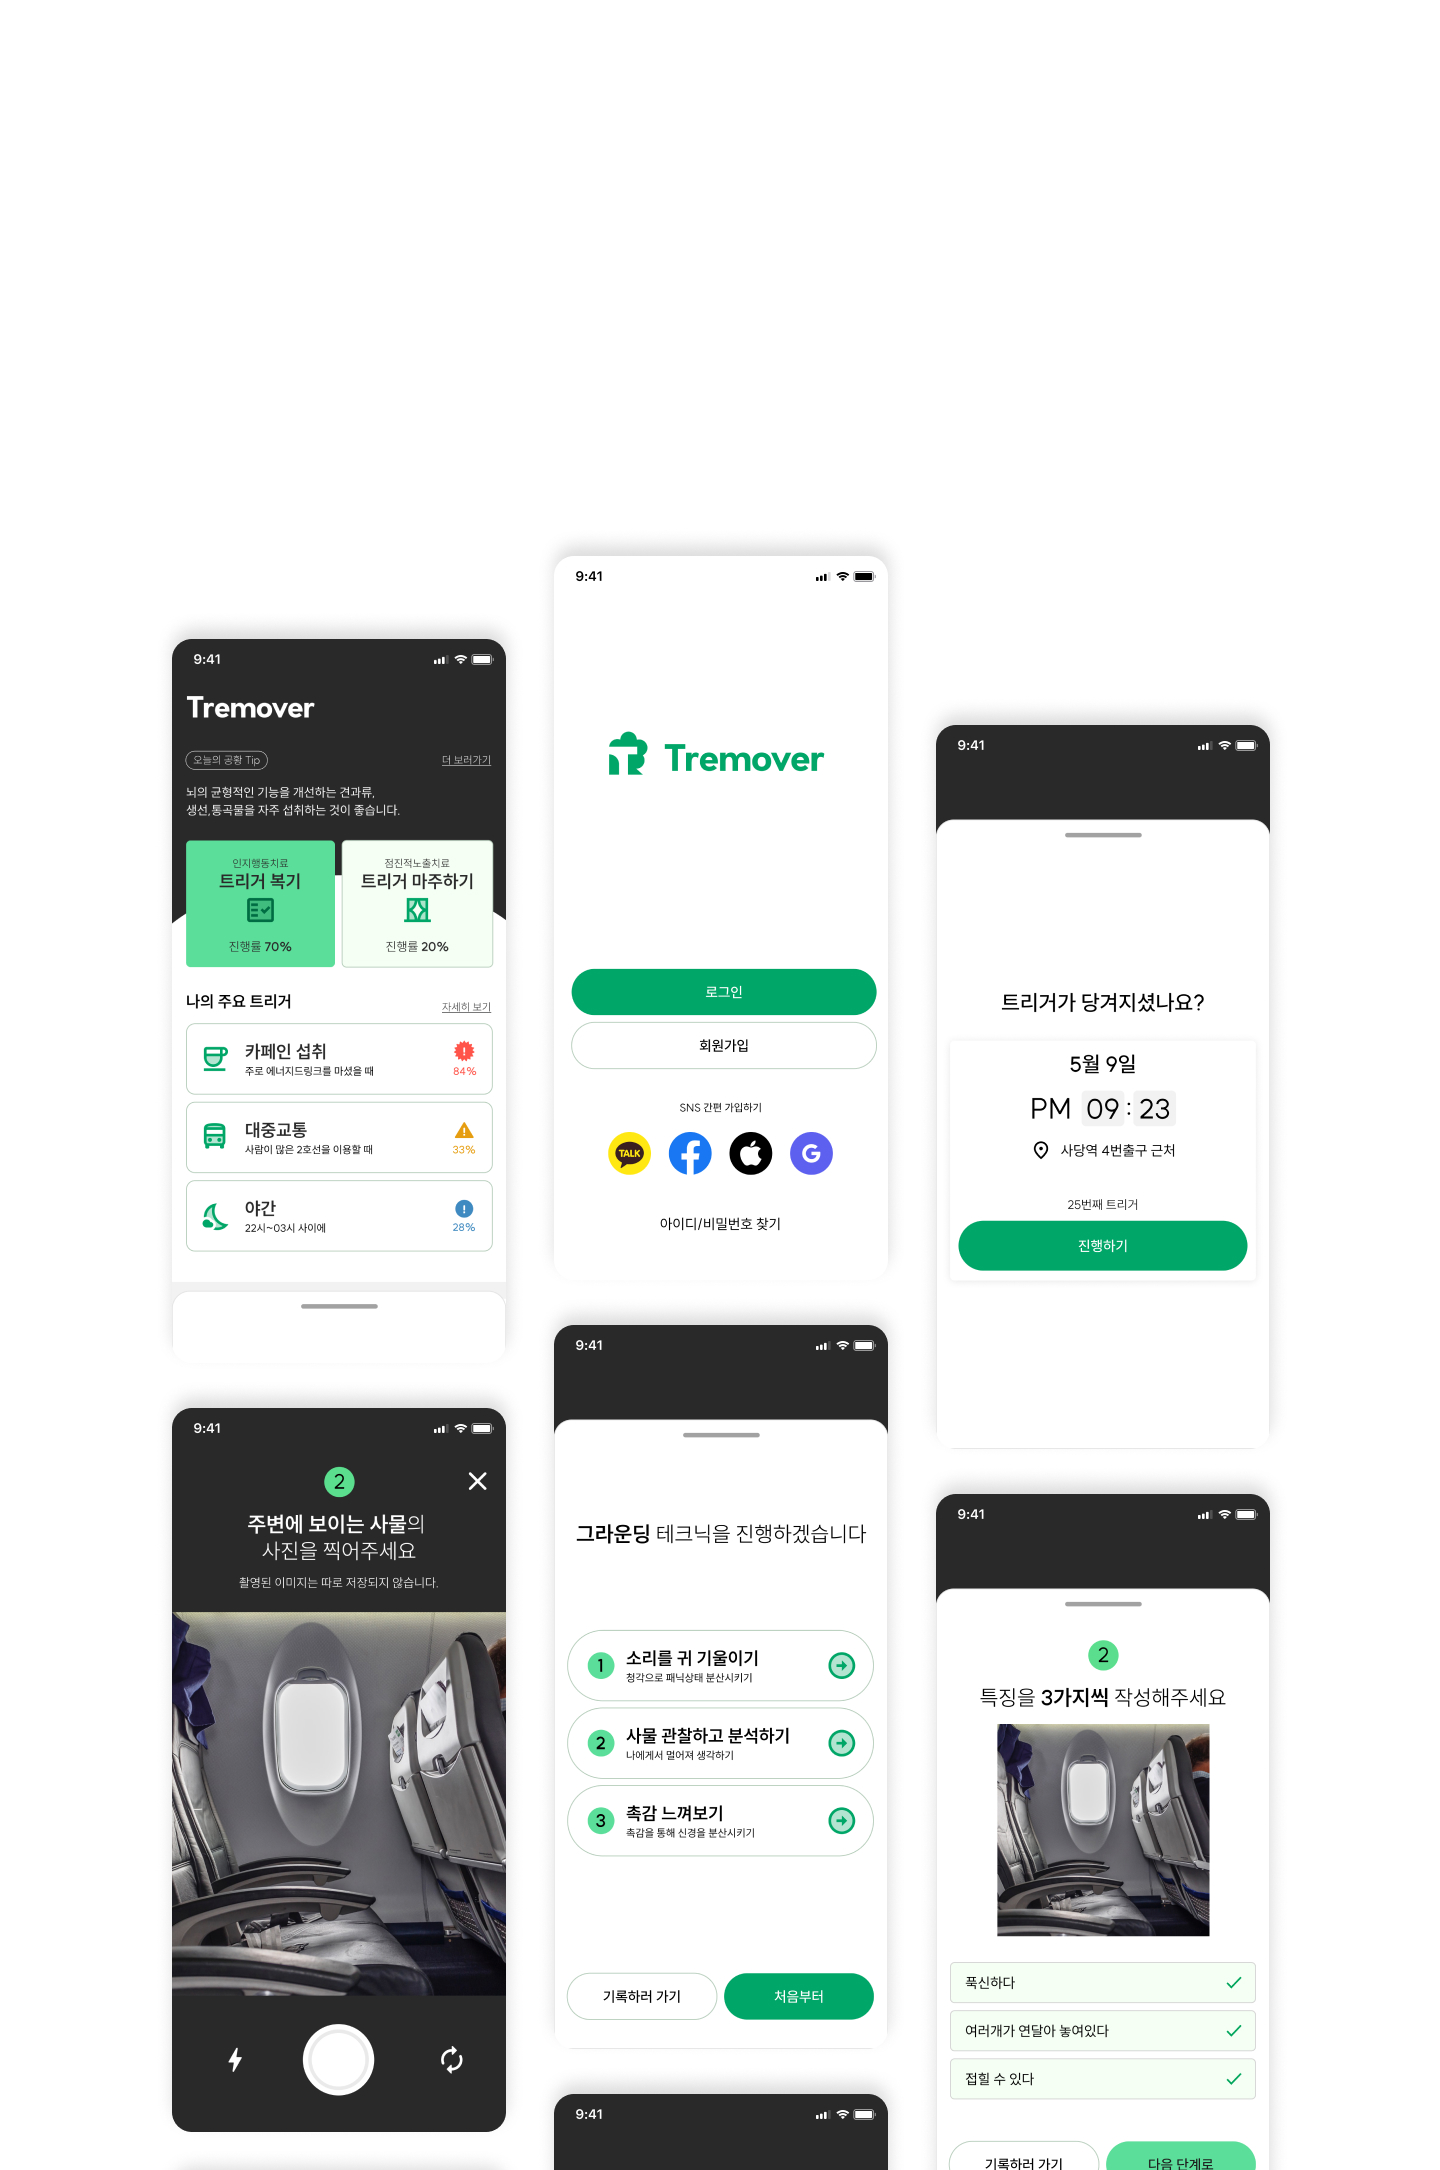 9:41
Tremover
오늘의 공황 Tip
더 보러가기
뇌의 균형적인 기능을 개선하는 견과류,
생선,통곡물을 자주 섭취하는 것이 좋습니다.
인지행동치료
트리거 복기
진행률 70%
점진적노출치료
트리거 마주하기
진행률 20%
나의 주요 트리거
자세히 보기
카페인 섭취
주로 에너지드링크를 마셨을 때
84%
대중교통
사람이 많은 2호선을 이용할 때
33%
야간
22시~03시 사이에
28%
9:41
2
주변에 보이는 사물의
사진을 찍어주세요
촬영된 이미지는 따로 저장되지 않습니다.
9:41
Tremover
로그인
회원가입
SNS 간편 가입하기
TALK
G
아이디/비밀번호 찾기
9:41
그라운딩 테크닉을 진행하겠습니다
1
소리를 귀 기울이기
청각으로 패닉상태 분산시키기
2
사물 관찰하고 분석하기
나에게서 멀어져 생각하기
3
촉감 느껴보기
촉감을 통해 신경을 분산시키기
기록하러 가기
처음부터
9:41
9:41
트리거가 당겨지셨나요?
5월 9일
PM 09 : 23
사당역 4번출구 근처
25번째 트리거
진행하기
9:41
2
특징을 3가지씩 작성해주세요
푹신하다
여러개가 연달아 놓여있다
접힐 수 있다
기록하러 가기
다음 단계로